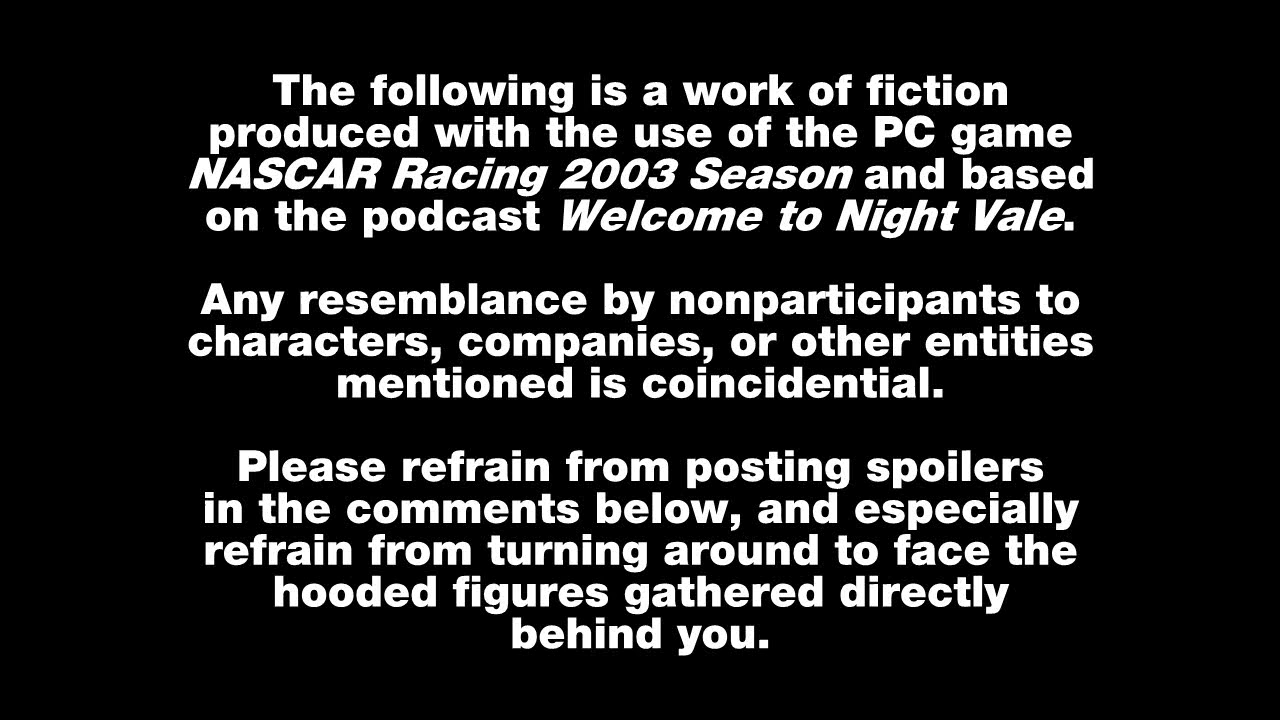 The following is a work of fiction
produced with the use of the PC game
NASCAR Racing 2003 Season and based
on the podcast Welcome to Night Vale.
Any resemblance by nonparticipants to
characters, companies, or other entities
mentioned is coincidential.
Please refrain from posting spoilers
in the comments below, and especially
refrain from turning around to face the
hooded figures gathered directly
behind you.